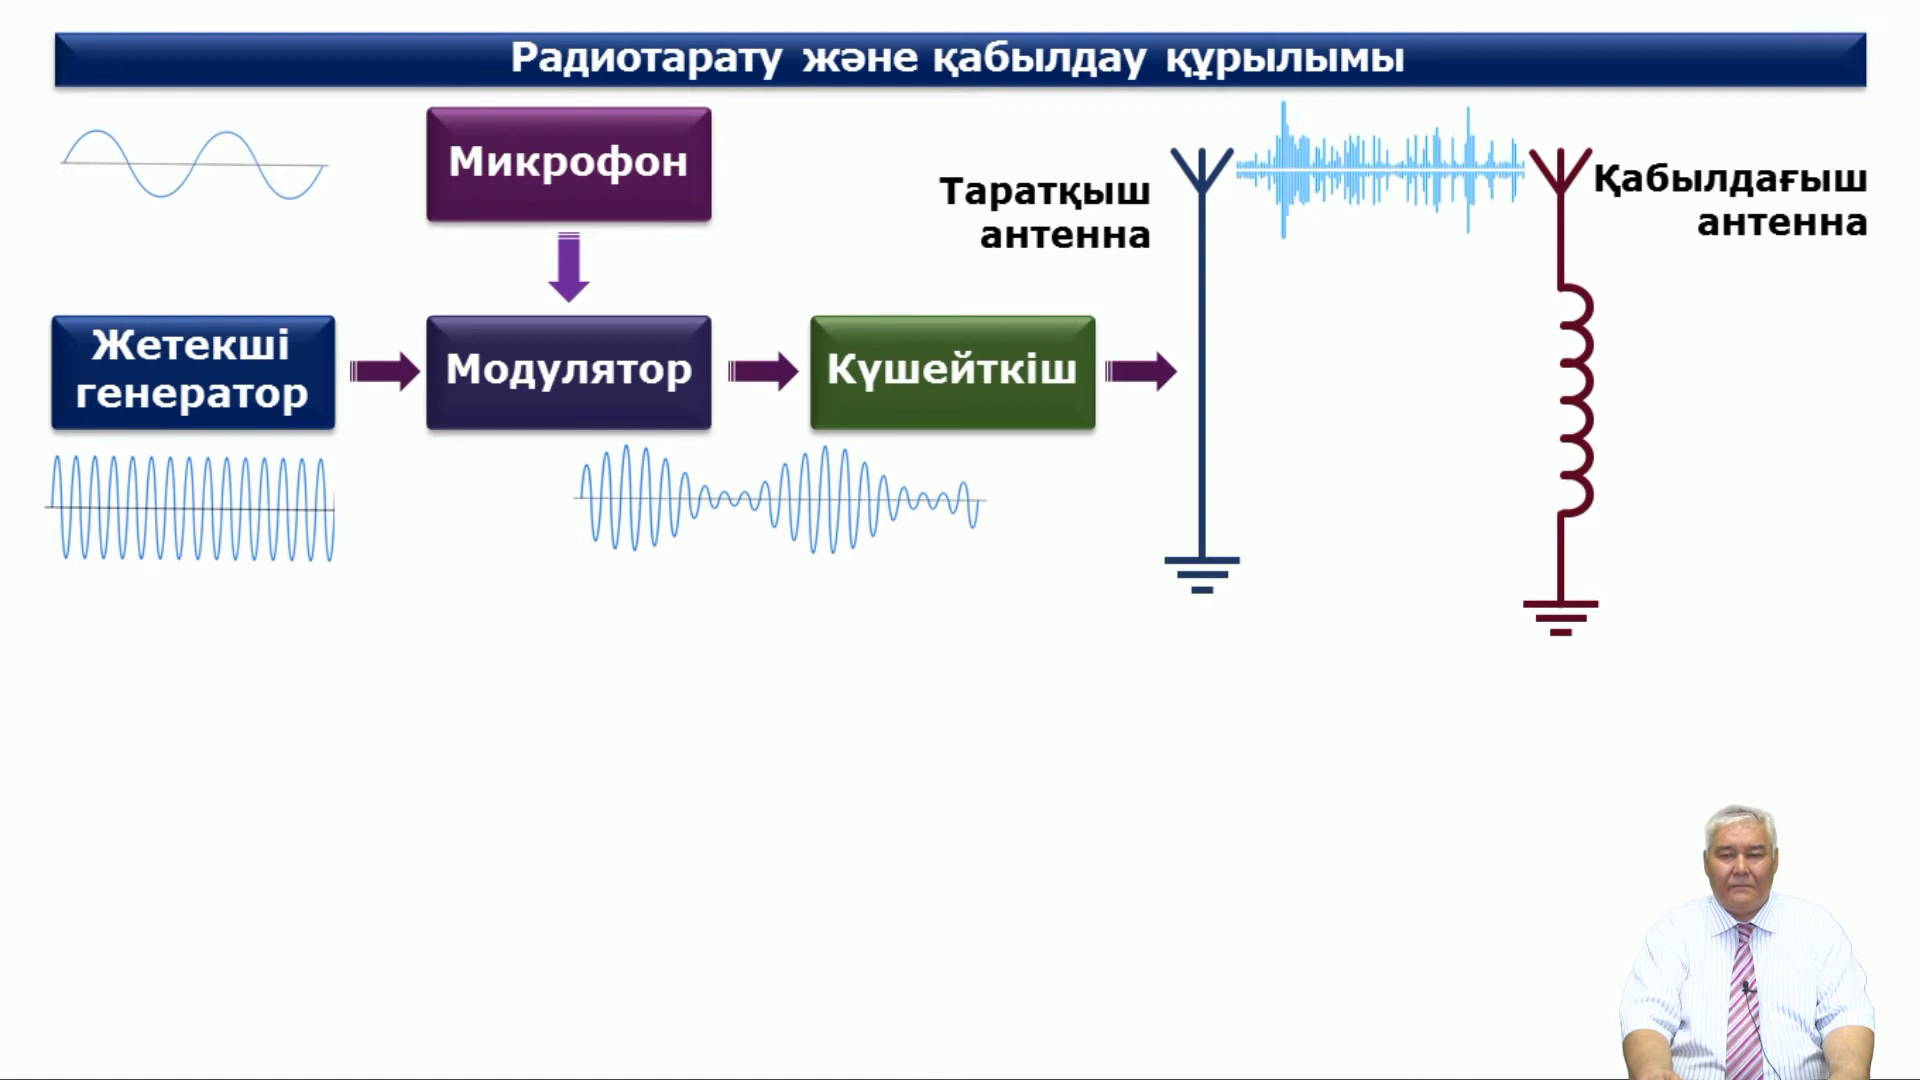 Радиотарату және қабылдау құрылымы
Микрофон
Таратқыш
антенна
Қабылдағыш
антенна
Жетекші
генератор
Модулятор
Күшейткіш